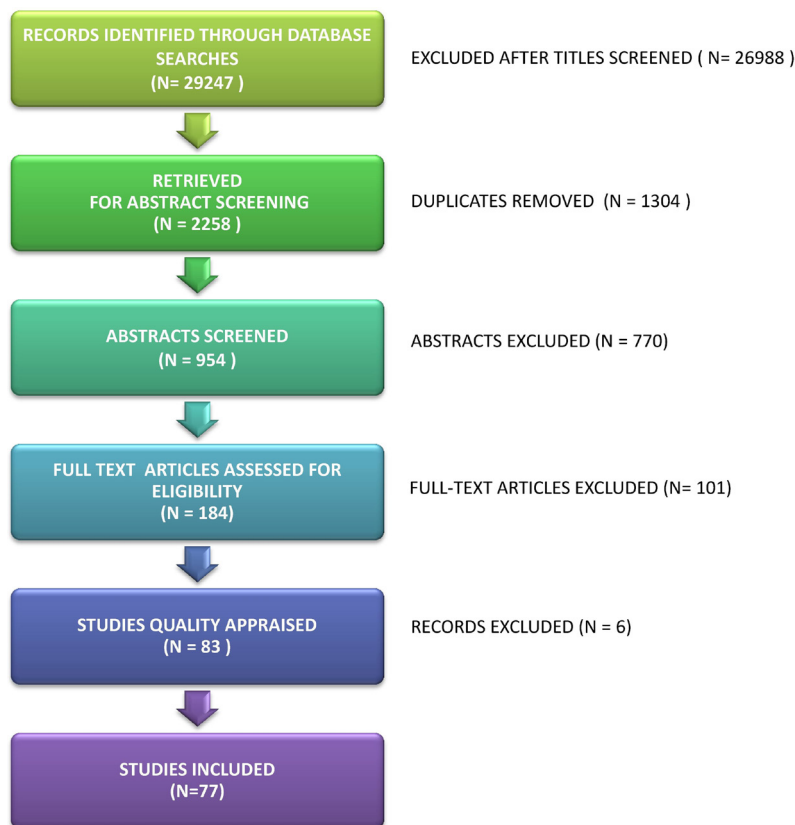 RECORDS IDENTIFIED THROUGH DATABASE
SEARCHES
(N= 29247 )
EXCLUDED AFTER TITLES SCREENED ( N= 26988 )
RETRIEVED
FOR ABSTRACT SCREENING
(N = 2258 )
DUPLICATES REMOVED (N = 1304 )
ABSTRACTS SCREENED
(N = 954 )
ABSTRACTS EXCLUDED (N = 770)
FULL TEXT ARTICLES ASSESSED FOR
ELIGIBILITY
(N = 184)
FULL-TEXT ARTICLES EXCLUDED (N= 101)
STUDIES QUALITY APPRAISED
(N = 83 )
RECORDS EXCLUDED (N = 6)
STUDIES INCLUDED
(N=77)